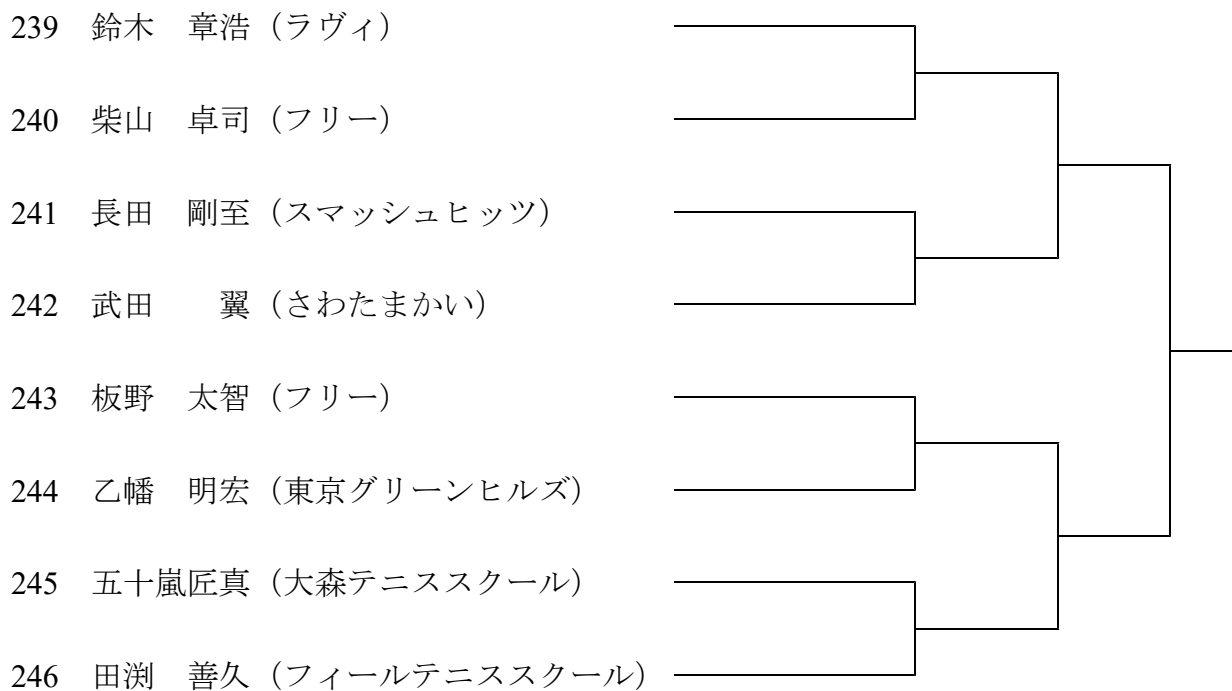 239 鈴木　章浩（ラヴィ）
240 柴山　卓司（フリー）
241 長田　剛至（スマッシュヒッツ）
242 武田　　翼（さわたまかい）
243 板野　太智（フリー）
244 乙幡　明宏（東京グリーンヒルズ）
245 五十嵐匠真（大森テニススクール）
246 田渕　善久（フィールテニススクール）